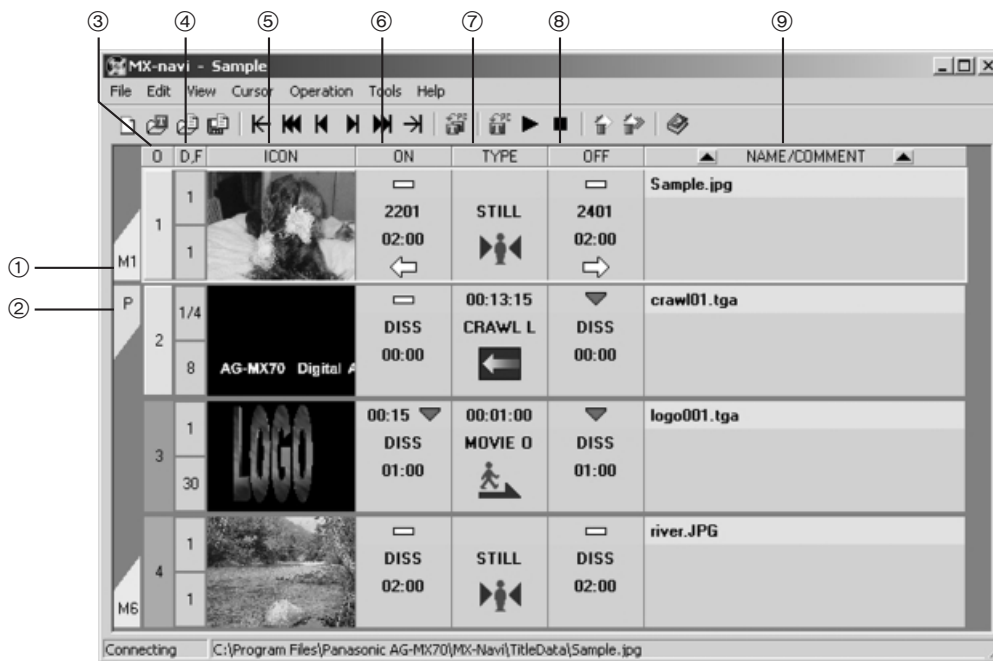 ③ ④ ⑤ ⑥ ⑦ ⑧ ⑨
MX-navi - Sample
File Edit View Cursor Operation Tools Help
0 D,F ICON ON TYPE OFF NAME/COMMENT
① M1
1
1
1
2201
02:00
STILL
2401
02:00
Sample.jpg
② P
2
1/4
8
AG-MX70 Digital A
DISS
00:00
00:13:15
CRAWL L
DISS
00:00
crawl01.tga
3
1
30
LOGO
00:15
DISS
01:00
00:01:00
MOVIE O
DISS
01:00
logo001.tga
M6
4
1
1
DISS
02:00
STILL
DISS
02:00
river.JPG
Connecting C:\Program Files\Panasonic AG-MX70\MX-Navi\TitleData\Sample.jpg